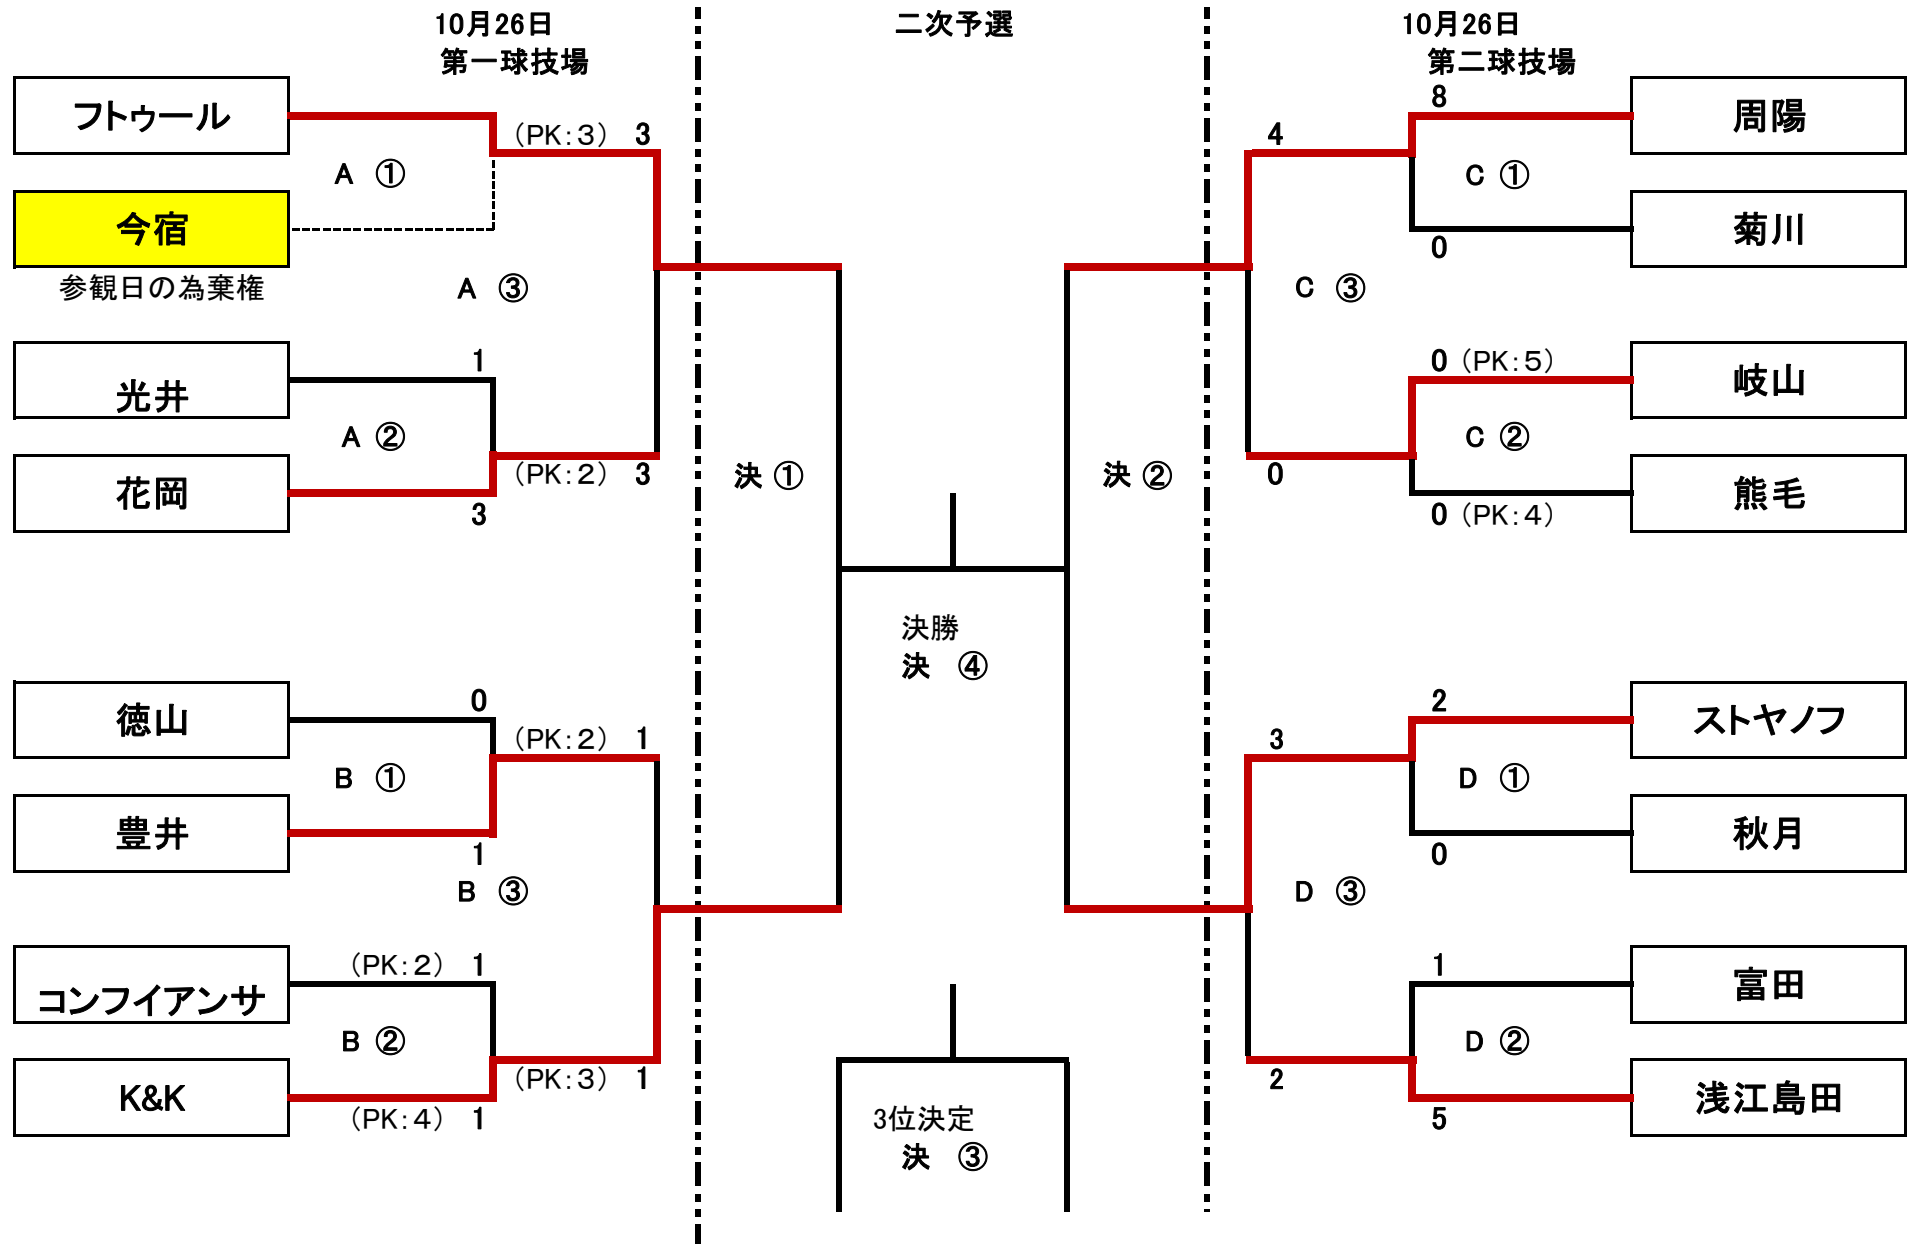 10月26日
第一球技場
二次予選
10月26日
第二球技場
フトゥール
(PK:3) 3
A ①
今宿
参観日の為棄権
A ③
光井
1
A ②
花岡
3
(PK:2) 3
徳山
0
B ①
豊井
1
(PK:2) 1
B ③
コンフイアンサ
(PK:2) 1
B ②
K&K
(PK:4) 1
(PK:3) 1
決 ①
決 ②
決勝
決 ④
3位決定
決 ③
8
周陽
4
C ①
菊川
0
C ③
0 (PK:5)
岐山
C ②
熊毛
0 (PK:4)
0
2
ストヤノフ
3
D ①
秋月
0
D ③
1
富田
D ②
浅江島田
5
2